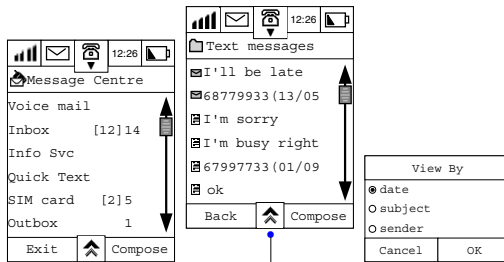 12:26
Message Centre
Voice mail
Inbox [12]14
Info Svc
Quick Text
SIM card [2]5
Outbox 1
Exit Compose
12:26
Text messages
I'll be late
68779933(13/05
I'm sorry
I'm busy right
67997733(01/09
ok
Back Compose
View By
date
subject
sender
Cancel OK